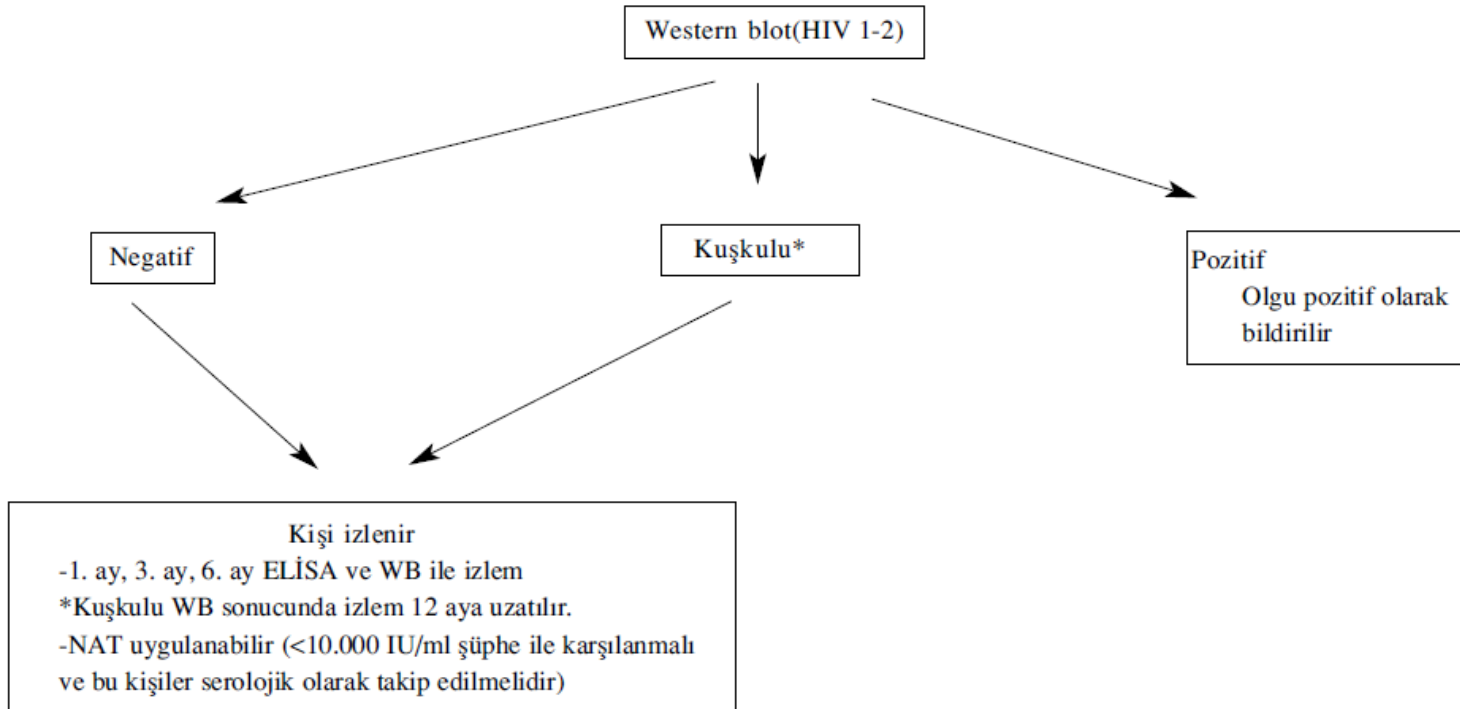 Western blot(HIV 1-2)
Negatif
Kuşkulu*
Pozitif
Olgu pozitif olarak
bildirilir
Kişi izlenir
-1. ay, 3. ay, 6. ay ELİSA ve WB ile izlem
*Kuşkulu WB sonucunda izlem 12 aya uzatılır.
-NAT uygulanabilir (<10.000 IU/ml şüphe ile karşılanmalı
ve bu kişiler serolojik olarak takip edilmelidir)